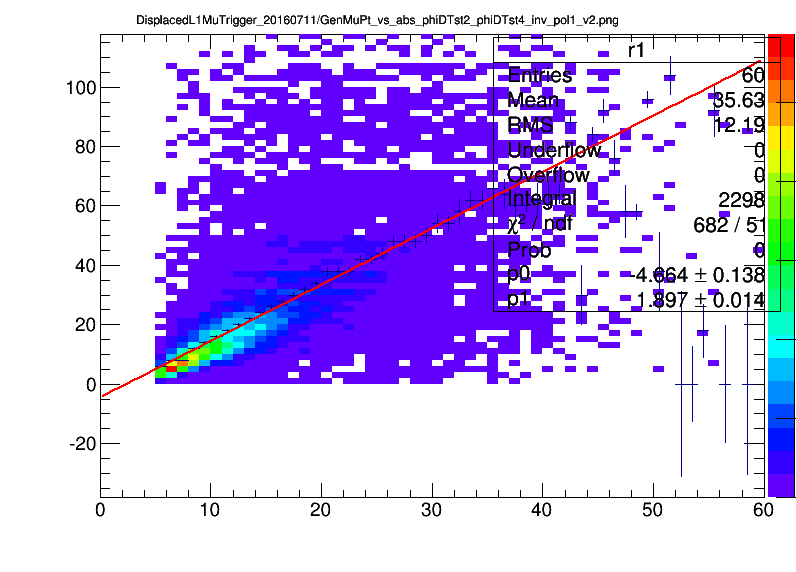 DisplacedL1MuTrigger_20160711/GenMuPt_vs_abs_phiDTst2_phiDTst4_inv_pol1_v2.png
r1
Entries 60
Mean 35.63
RMS 12.19
Underflow 0
Overflow 0
Integral 2298
χ² / ndf 682 / 51
Prob 0
p0 -4.664 ± 0.138
p1 1.897 ± 0.014
100
80
60
40
20
0
-20
0 10 20 30 40 50 60